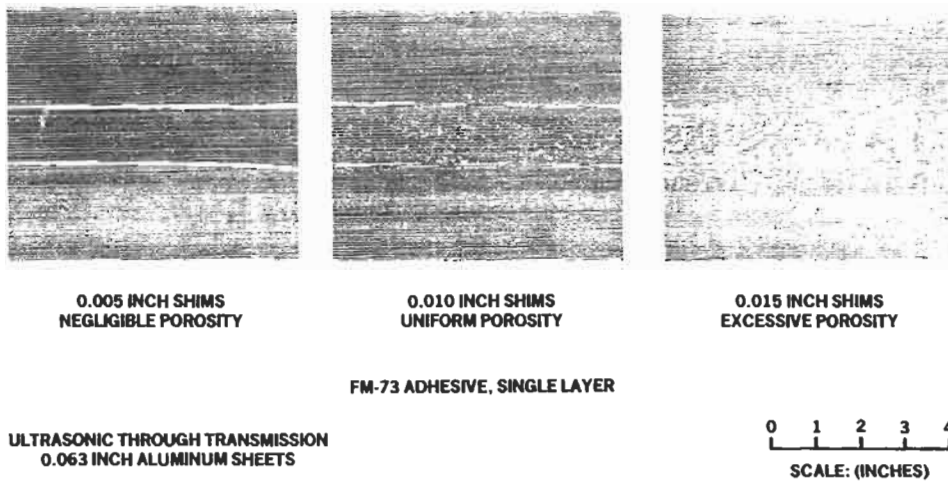 0.005 INCH SHIMS
NEGLIGIBLE POROSITY
0.010 INCH SHIMS
UNIFORM POROSITY
0.015 INCH SHIMS
EXCESSIVE POROSITY
FM-73 ADHESIVE, SINGLE LAYER
ULTRASONIC THROUGH TRANSMISSION
0.063 INCH ALUMINUM SHEETS
0 1 2 3 4
SCALE: (INCHES)